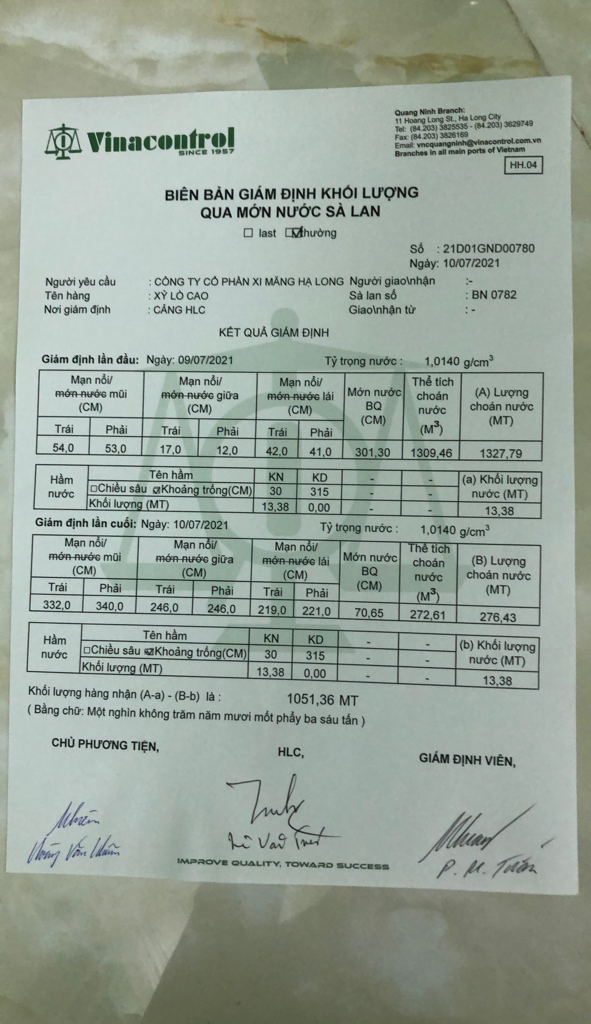 Vinacontrol
SINCE 1957
Quang Ninh Branch:
11 Hoang Long St., Ha Long City
Tel: (84.203) 3825535 - (84.203) 3629749
Fax: (84.203) 3826169
Email: vncquangninh@vinacontrol.com.vn
Branches in all main ports of Vietnam
HH.04
BIÊN BẢN GIÁM ĐỊNH KHỐI LƯỢNG
QUA MỚN NƯỚC SÀ LAN
☐ last ☑ thường
Số : 21D01GND00780
Ngày: 10/07/2021
Người yêu cầu : CÔNG TY CỔ PHẦN XI MĂNG HẠ LONG Người giao\nhận :-
Tên hàng : XỶ LÒ CAO Sà lan số : BN 0782
Nơi giám định : CẢNG HLC Giao\nhận từ : -
KẾT QUẢ GIÁM ĐỊNH
Giám định lần đầu: Ngày: 09/07/2021 Tỷ trọng nước : 1,0140 g/cm³
Mạn nổi/ mớn nước mũi (CM) Mạn nổi/ mớn nước giữa (CM) Mạn nổi/ mớn nước lái (CM) Mớn nước BQ (CM) Thể tích choán nước (M³) (A) Lượng choán nước (MT)
Trái Phải Trái Phải Trái Phải
54,0 53,0 17,0 12,0 42,0 41,0 301,30 1309,46 1327,79
Hầm nước Tên hầm KN KD - - (a) Khối lượng nước (MT)
☐Chiều sâu ☑Khoảng trống(CM) 30 315 - -
Khối lượng (MT) 13,38 0,00 - - 13,38
Giám định lần cuối: Ngày: 10/07/2021 Tỷ trọng nước : 1,0140 g/cm³
Mạn nổi/ mớn nước mũi (CM) Mạn nổi/ mớn nước giữa (CM) Mạn nổi/ mớn nước lái (CM) Mớn nước BQ (CM) Thể tích choán nước (M³) (B) Lượng choán nước (MT)
Trái Phải Trái Phải Trái Phải
332,0 340,0 246,0 246,0 219,0 221,0 70,65 272,61 276,43
Hầm nước Tên hầm KN KD - - (b) Khối lượng nước (MT)
☐Chiều sâu ☑Khoảng trống(CM) 30 315 - -
Khối lượng (MT) 13,38 0,00 - - 13,38
Khối lượng hàng nhận (A-a) - (B-b) là : 1051,36 MT
( Bằng chữ: Một nghìn không trăm năm mươi mốt phẩy ba sáu tấn )
CHỦ PHƯƠNG TIỆN, HLC, GIÁM ĐỊNH VIÊN,
P. M. Tuấn
IMPROVE QUALITY, TOWARD SUCCESS